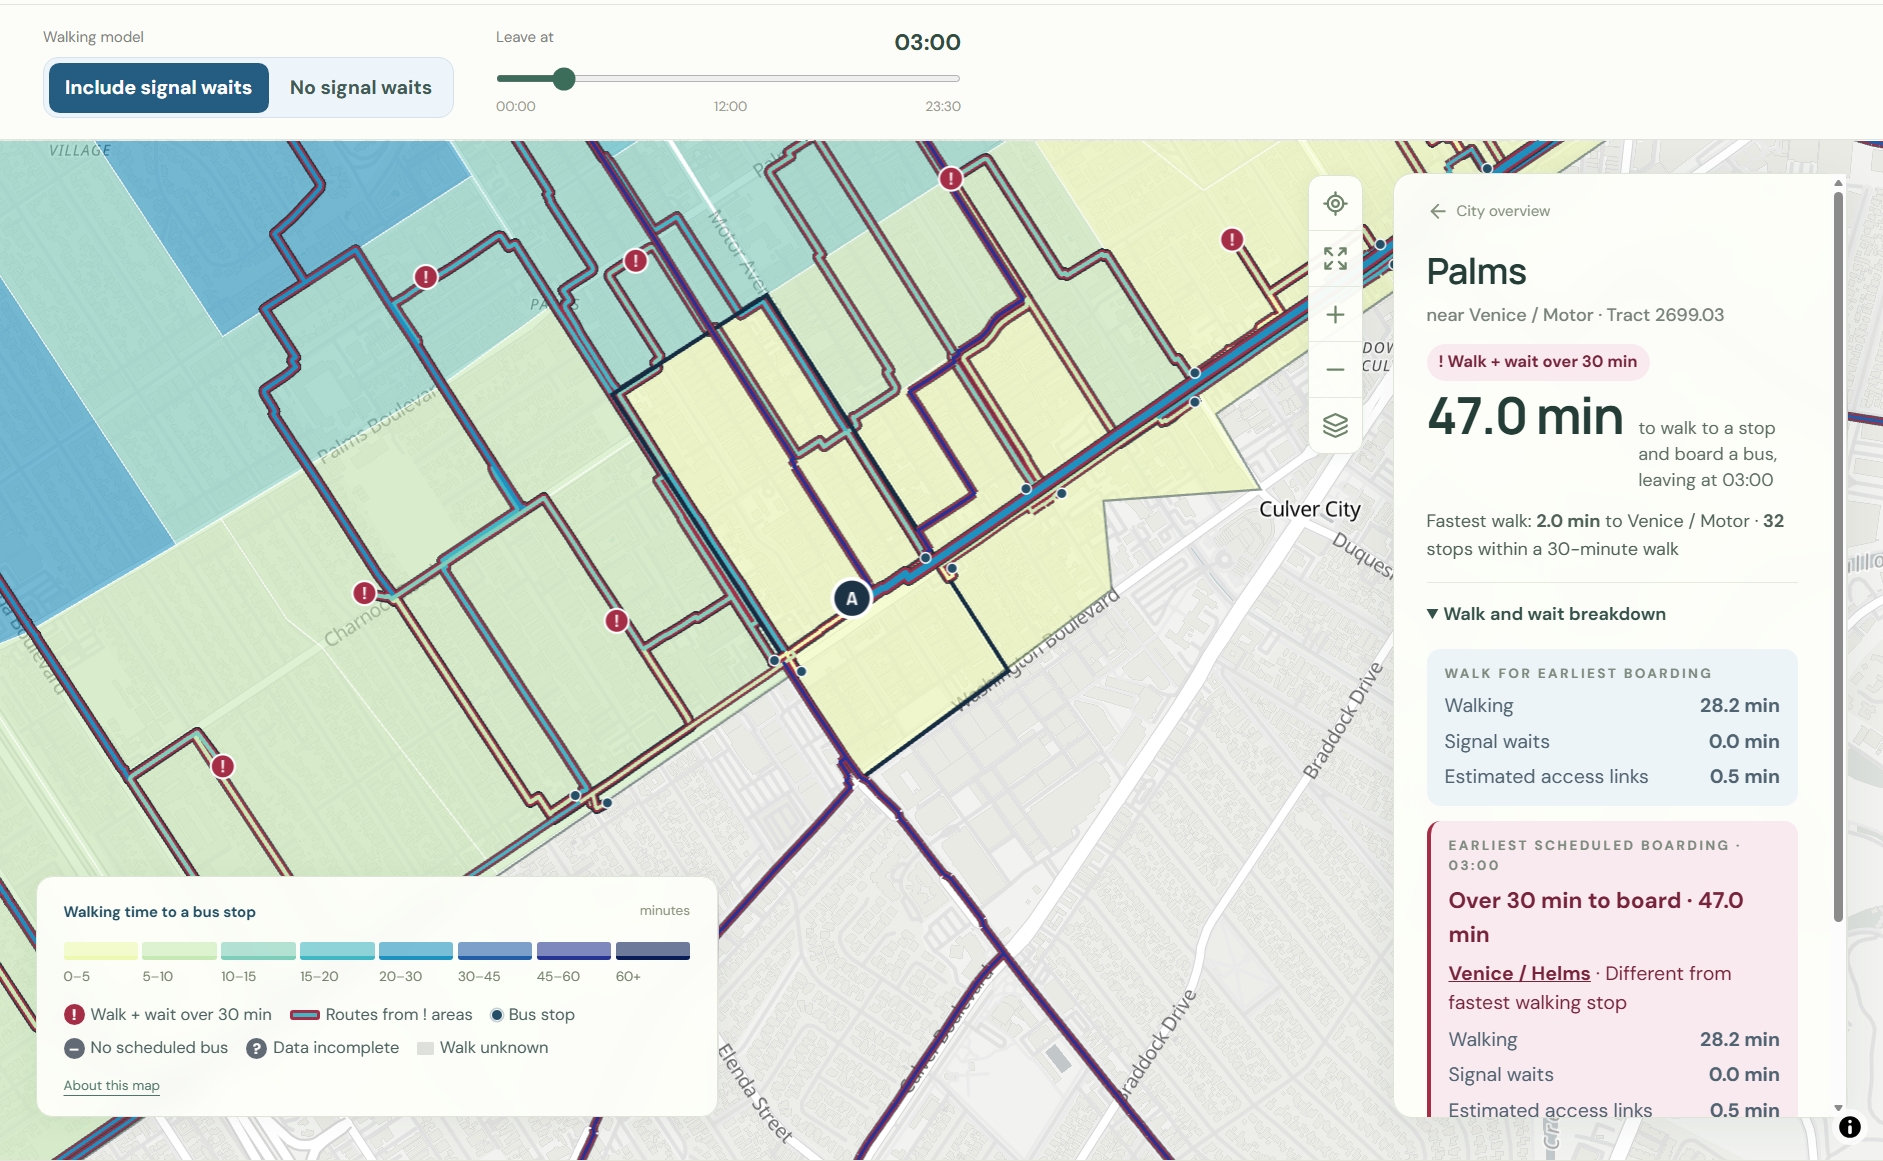 Walking model
Include signal waits
No signal waits
Leave at
03:00
00:00
12:00
23:30
VILLAGE
Motor Aven
Palms Boulevard
Charnoc
Culver City
Duques
Washington Boulevard
Braddock Drive
Braddock Drive
Culver Boulevard
Elenda Street
A
!
!
!
!
!
!
!
Walking time to a bus stop
minutes
0–5
5–10
10–15
15–20
20–30
30–45
45–60
60+
! Walk + wait over 30 min
Routes from ! areas
Bus stop
– No scheduled bus
? Data incomplete
Walk unknown
About this map
← City overview
Palms
near Venice / Motor · Tract 2699.03
! Walk + wait over 30 min
47.0 min
to walk to a stop
and board a bus,
leaving at 03:00
Fastest walk: 2.0 min to Venice / Motor · 32
stops within a 30-minute walk
▼ Walk and wait breakdown
WALK FOR EARLIEST BOARDING
Walking 28.2 min
Signal waits 0.0 min
Estimated access links 0.5 min
EARLIEST SCHEDULED BOARDING ·
03:00
Over 30 min to board · 47.0
min
Venice / Helms · Different from
fastest walking stop
Walking 28.2 min
Signal waits 0.0 min
Estimated access links 0.5 min